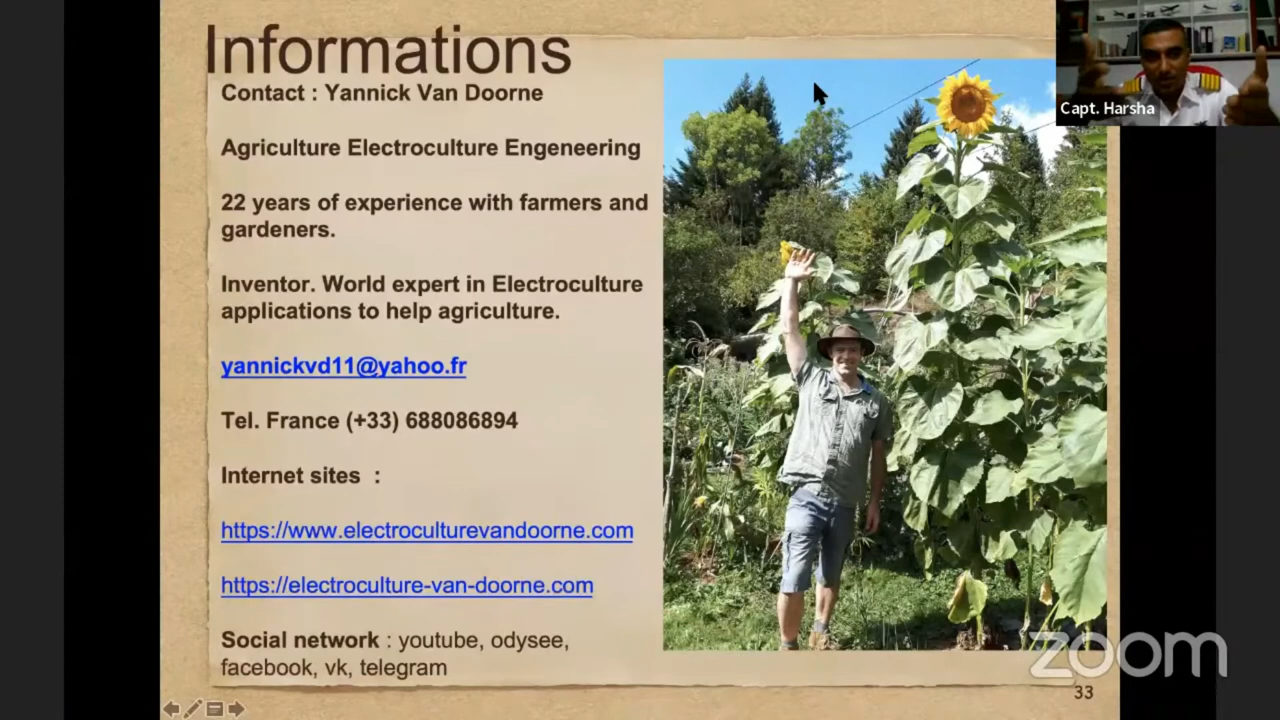 Informations
Contact : Yannick Van Doorne
Agriculture Electroculture Engeneering
22 years of experience with farmers and
gardeners.
Inventor. World expert in Electroculture
applications to help agriculture.
yannickvd11@yahoo.fr
Tel. France (+33) 688086894
Internet sites :
https://www.electroculturevandoorne.com
https://electroculture-van-doorne.com
Social network : youtube, odysee,
facebook, vk, telegram
Capt. Harsha
zoom
33